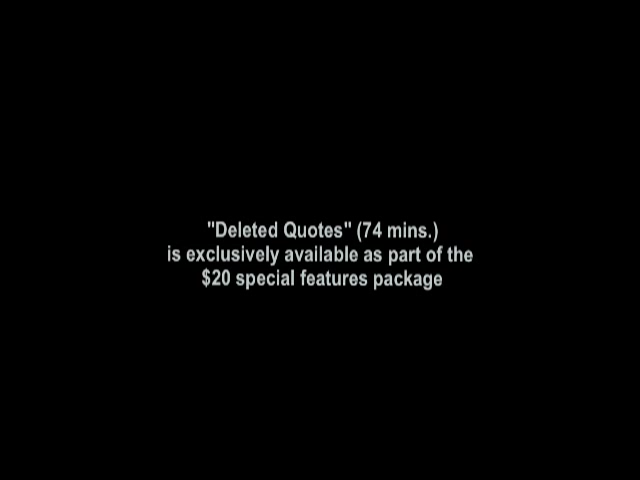 "Deleted Quotes" (74 mins.)
is exclusively available as part of the
$20 special features package